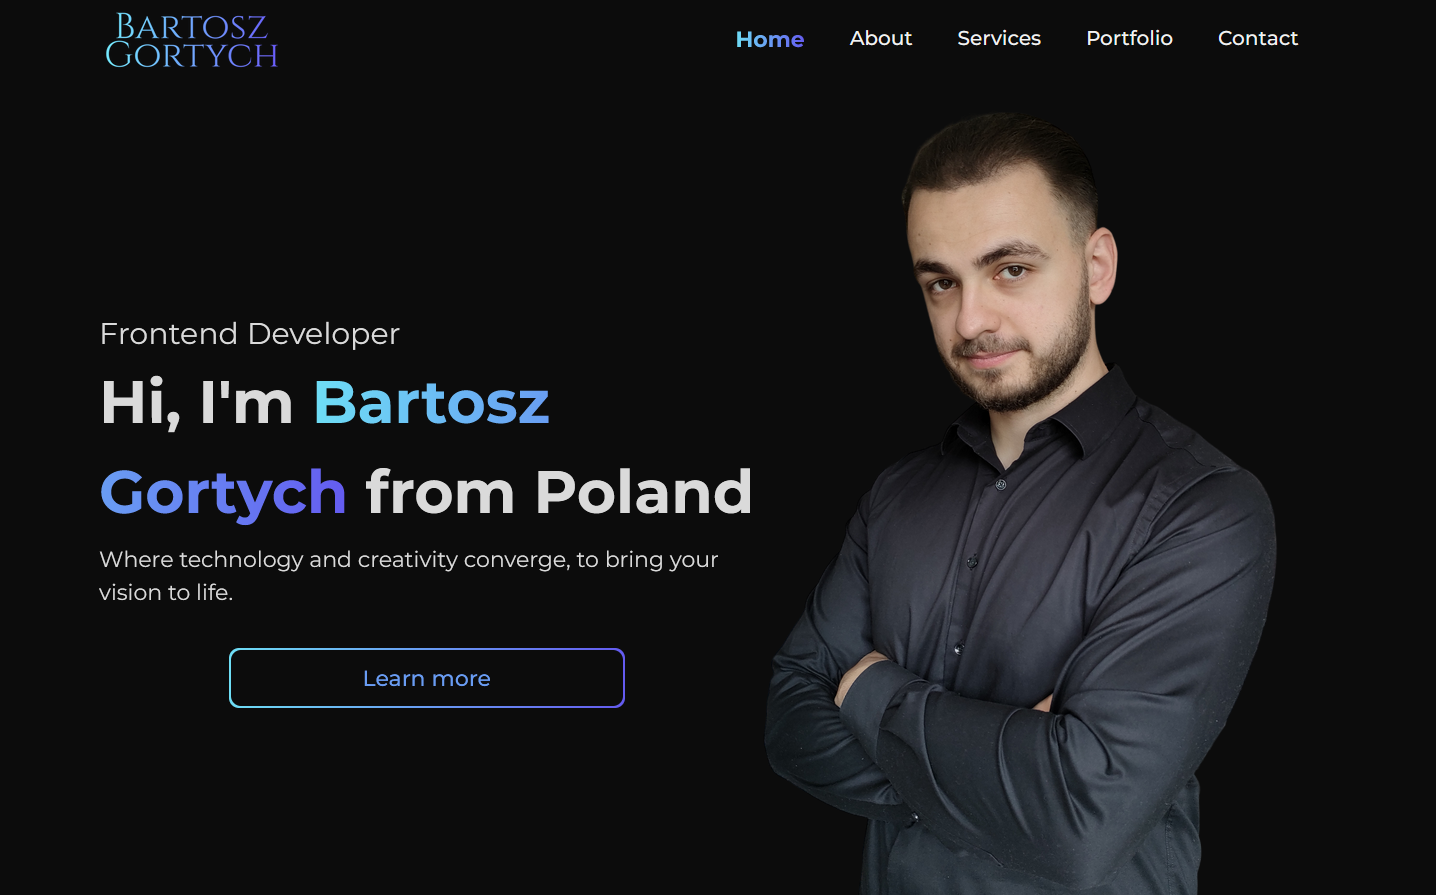 BARTOSZ
GORTYCH
Home About Services Portfolio Contact
Frontend Developer
Hi, I'm Bartosz
Gortych from Poland
Where technology and creativity converge, to bring your
vision to life.
Learn more